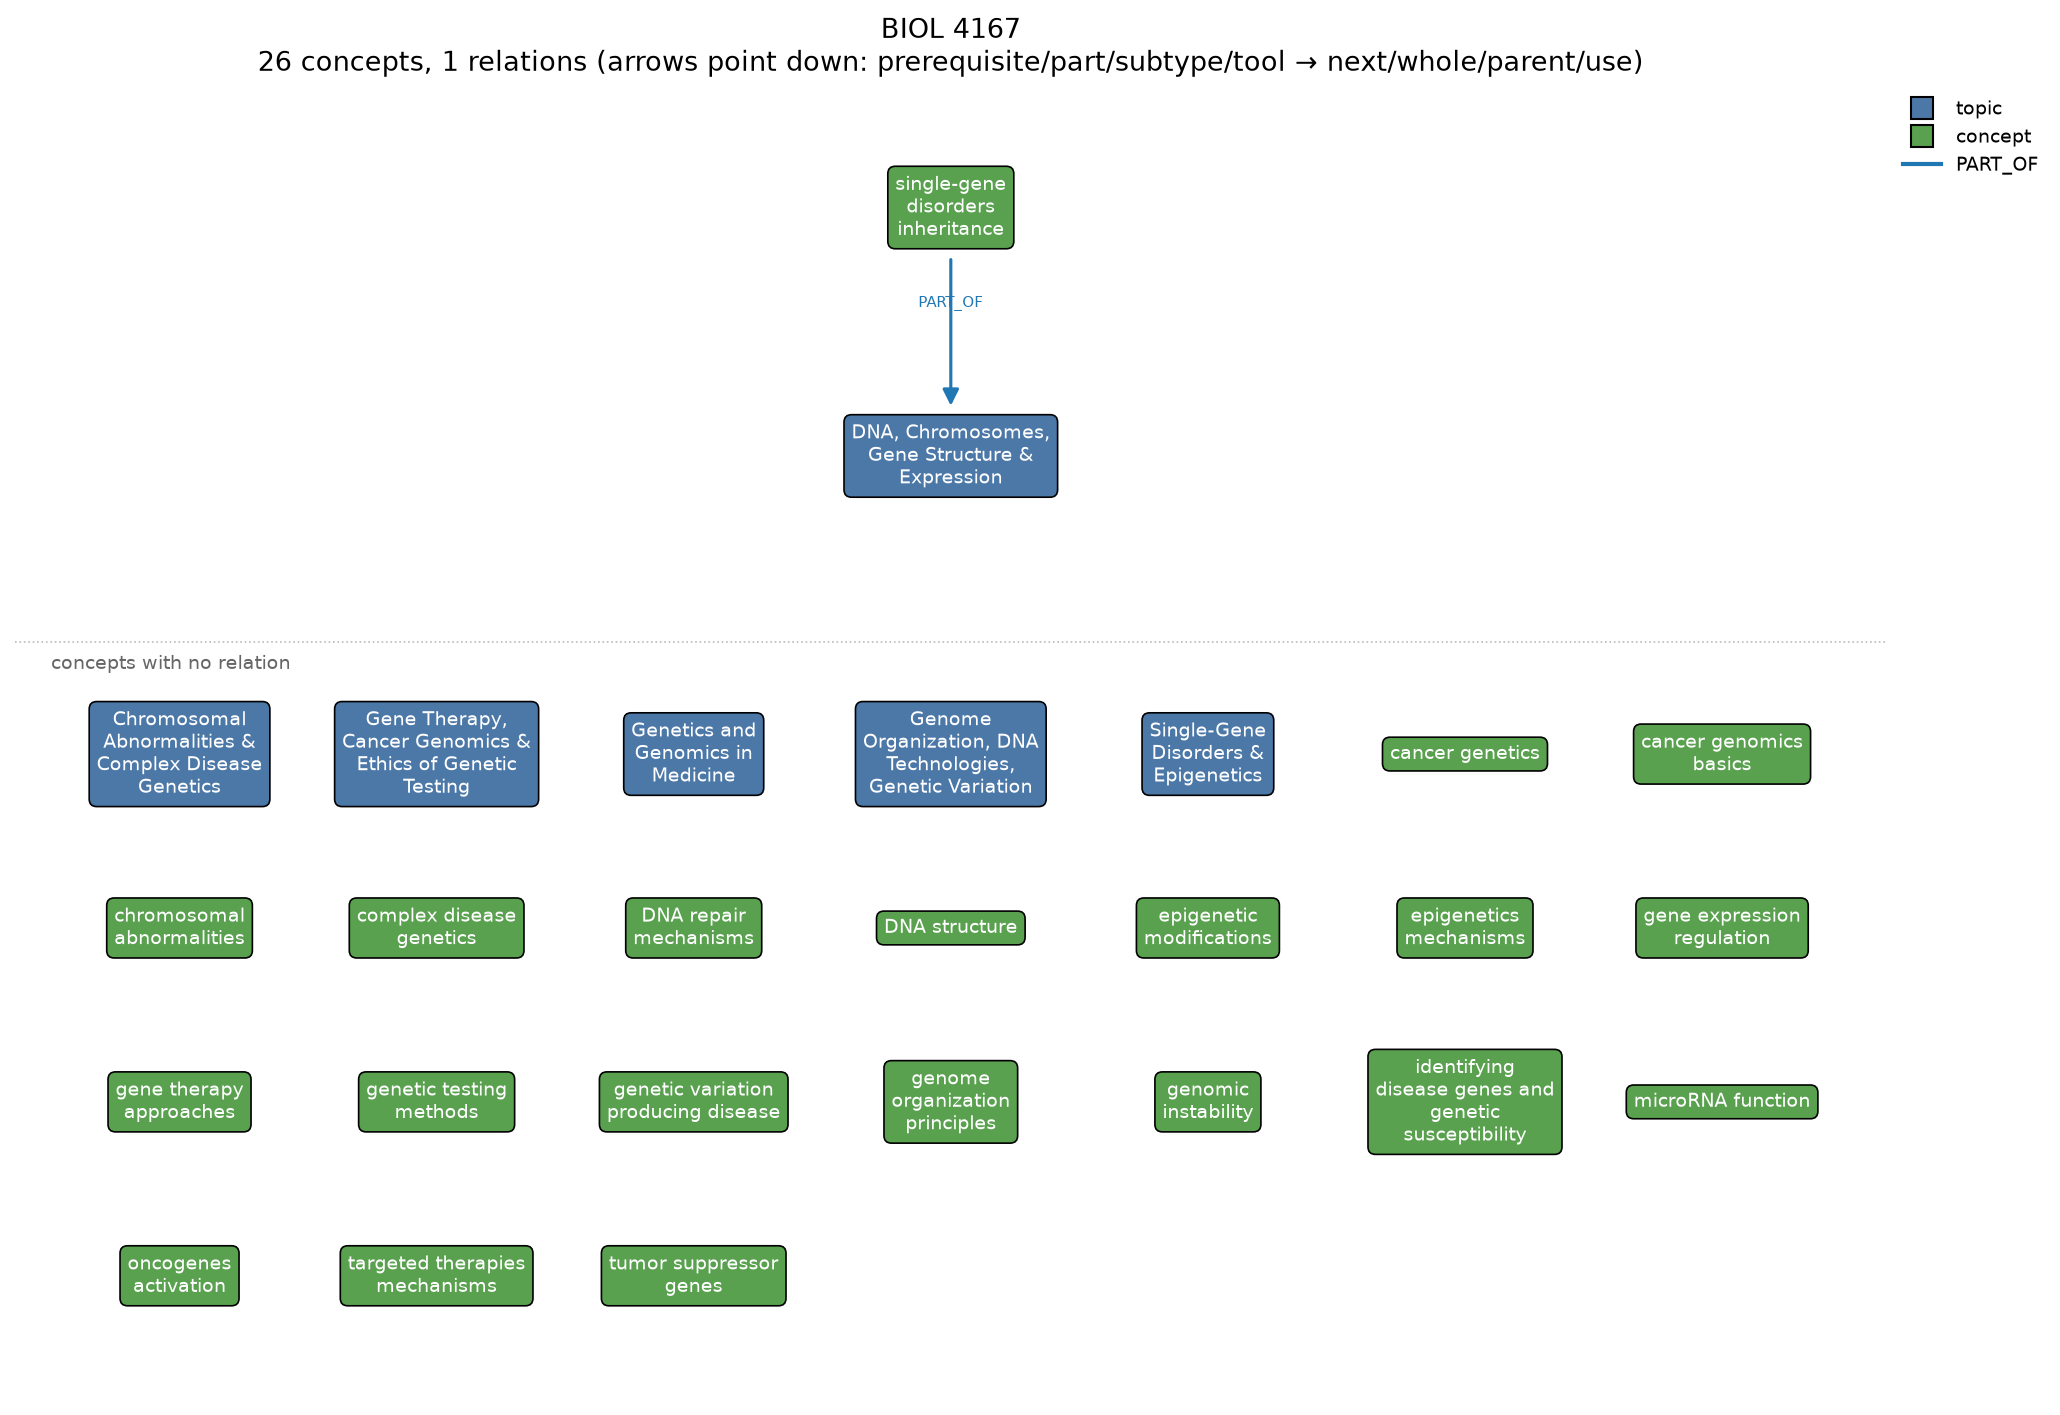 BIOL 4167
26 concepts, 1 relations (arrows point down: prerequisite/part/subtype/tool → next/whole/parent/use)
topic
concept
PART_OF
single-gene
disorders
inheritance
PART_OF
DNA, Chromosomes,
Gene Structure &
Expression
concepts with no relation
Chromosomal
Abnormalities &
Complex Disease
Genetics
Gene Therapy,
Cancer Genomics &
Ethics of Genetic
Testing
Genetics and
Genomics in
Medicine
Genome
Organization, DNA
Technologies,
Genetic Variation
Single-Gene
Disorders &
Epigenetics
cancer genetics
cancer genomics
basics
chromosomal
abnormalities
complex disease
genetics
DNA repair
mechanisms
DNA structure
epigenetic
modifications
epigenetics
mechanisms
gene expression
regulation
gene therapy
approaches
genetic testing
methods
genetic variation
producing disease
genome
organization
principles
genomic
instability
identifying
disease genes and
genetic
susceptibility
microRNA function
oncogenes
activation
targeted therapies
mechanisms
tumor suppressor
genes